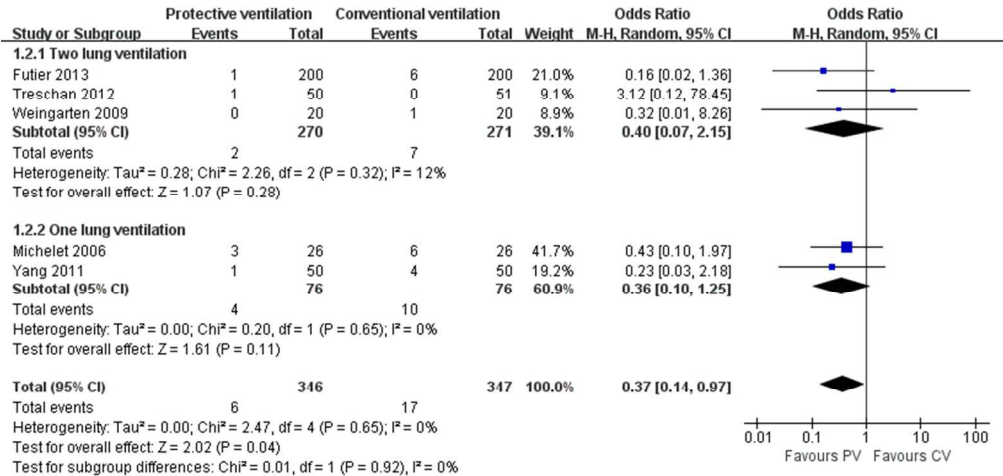 Protective ventilation Conventional ventilation Odds Ratio Odds Ratio
Study or Subgroup Events Total Events Total Weight M-H, Random, 95% CI M-H, Random, 95% CI
1.2.1 Two lung ventilation
Futier 2013 1 200 6 200 21.0% 0.16 [0.02, 1.36]
Treschan 2012 1 50 0 51 9.1% 3.12 [0.12, 78.45]
Weingarten 2009 0 20 1 20 8.9% 0.32 [0.01, 8.26]
Subtotal (95% CI) 270 271 39.1% 0.40 [0.07, 2.15]
Total events 2 7
Heterogeneity: Tau² = 0.28; Chi² = 2.26, df = 2 (P = 0.32); I² = 12%
Test for overall effect: Z = 1.07 (P = 0.28)
1.2.2 One lung ventilation
Michelet 2006 3 26 6 26 41.7% 0.43 [0.10, 1.97]
Yang 2011 1 50 4 50 19.2% 0.23 [0.03, 2.18]
Subtotal (95% CI) 76 76 60.9% 0.36 [0.10, 1.25]
Total events 4 10
Heterogeneity: Tau² = 0.00; Chi² = 0.20, df = 1 (P = 0.65); I² = 0%
Test for overall effect: Z = 1.61 (P = 0.11)
Total (95% CI) 346 347 100.0% 0.37 [0.14, 0.97]
Total events 6 17
Heterogeneity: Tau² = 0.00; Chi² = 2.47, df = 4 (P = 0.65); I² = 0%
Test for overall effect: Z = 2.02 (P = 0.04)
Test for subgroup differences: Chi² = 0.01, df = 1 (P = 0.92), I² = 0%
0.01 0.1 1 10 100
Favours PV Favours CV